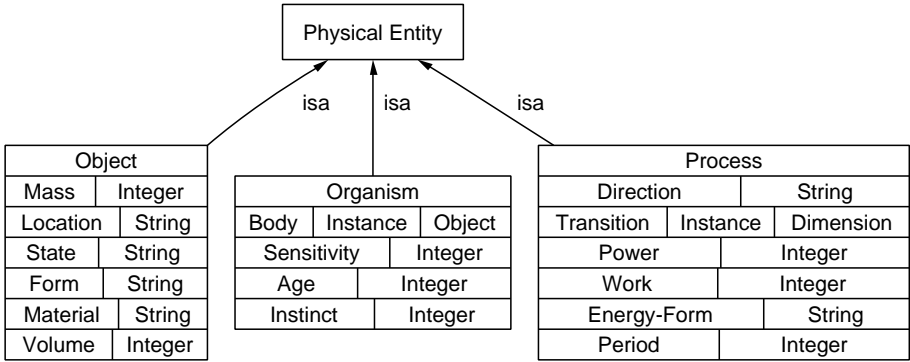 Physical Entity
isa
isa
isa
Object
Mass Integer
Location String
State String
Form String
Material String
Volume Integer
Organism
Body Instance Object
Sensitivity Integer
Age Integer
Instinct Integer
Process
Direction String
Transition Instance Dimension
Power Integer
Work Integer
Energy-Form String
Period Integer